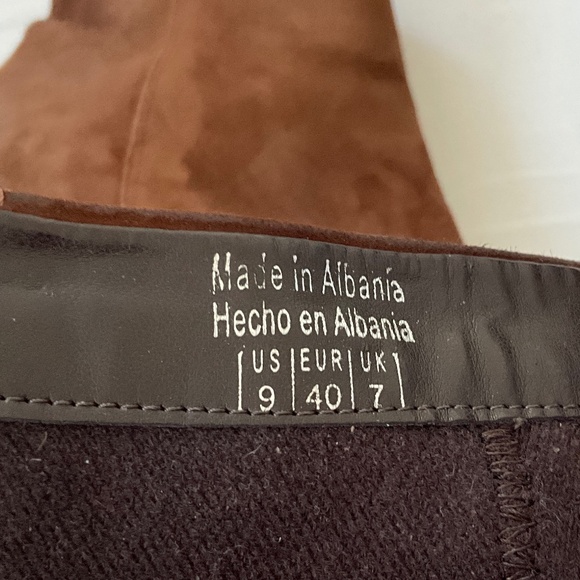 Made in Albania
Hecho en Albania
US EUR UK
9 40 7